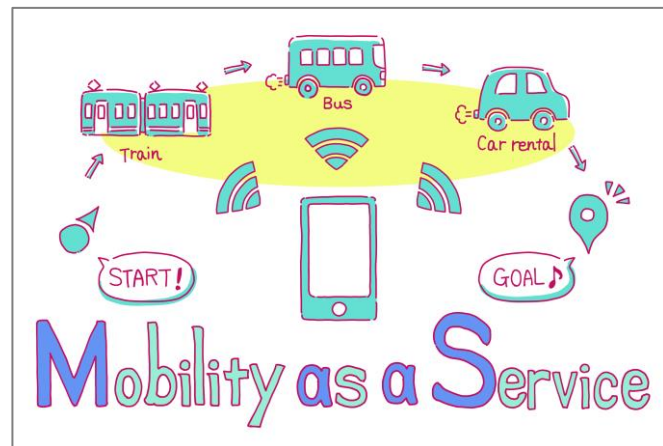 Bus
Train
Car rental
START!
GOAL♪
Mobility as a Service